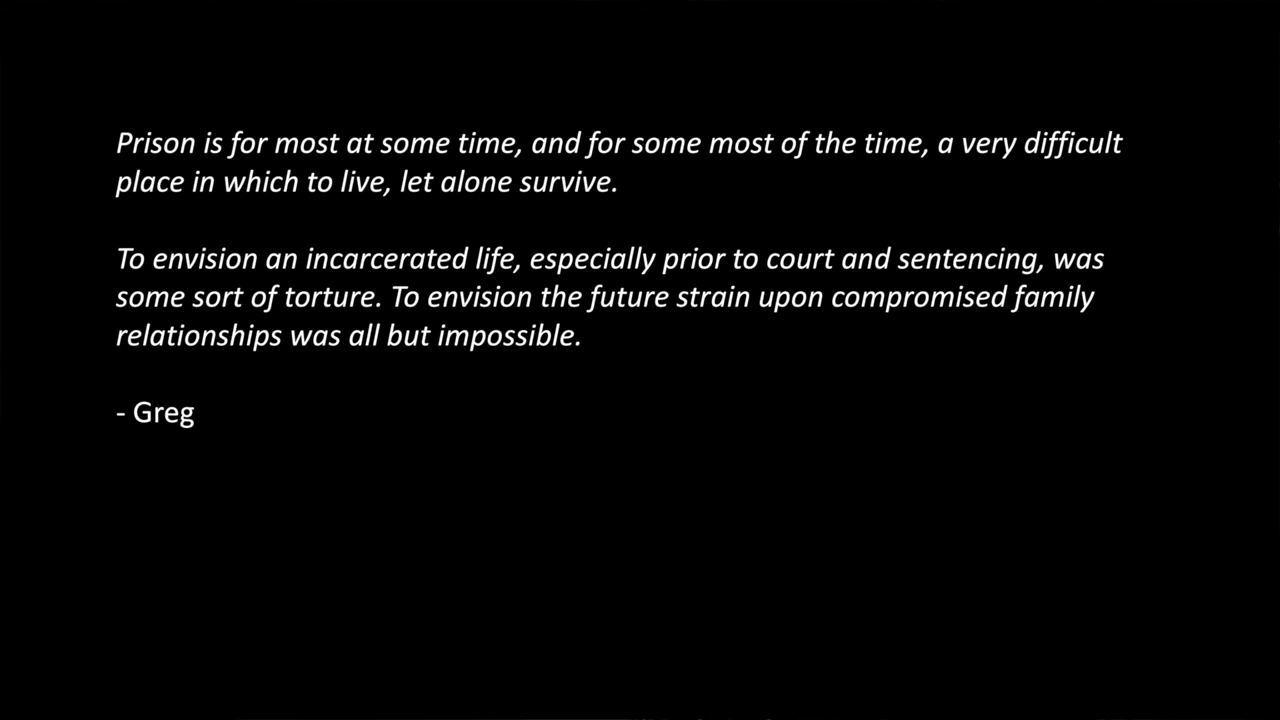 Prison is for most at some time, and for some most of the time, a very difficult
place in which to live, let alone survive.
To envision an incarcerated life, especially prior to court and sentencing, was
some sort of torture. To envision the future strain upon compromised family
relationships was all but impossible.
- Greg